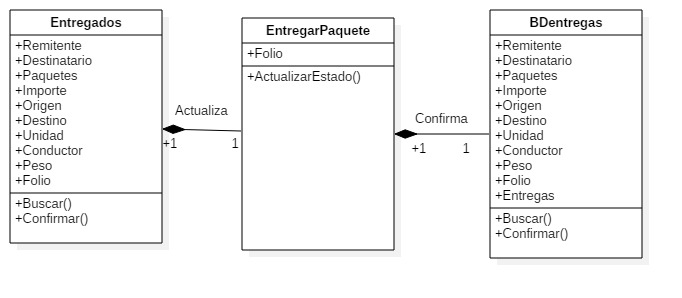 Entregados
+Remitente
+Destinatario
+Paquetes
+Importe
+Origen
+Destino
+Unidad
+Conductor
+Peso
+Folio
+Buscar()
+Confirmar()
Actualiza
+1
1
EntregarPaquete
+Folio
+ActualizarEstado()
Confirma
+1
1
BDentregas
+Remitente
+Destinatario
+Paquetes
+Importe
+Origen
+Destino
+Unidad
+Conductor
+Peso
+Folio
+Entregas
+Buscar()
+Confirmar()